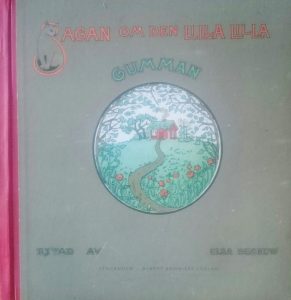 SAGAN OM DEN LILLA LILLA
GUMMAN
RITAD AV ELSA BESKOW
STOCKHOLM ALBERT BONNIERS FÖRLAG